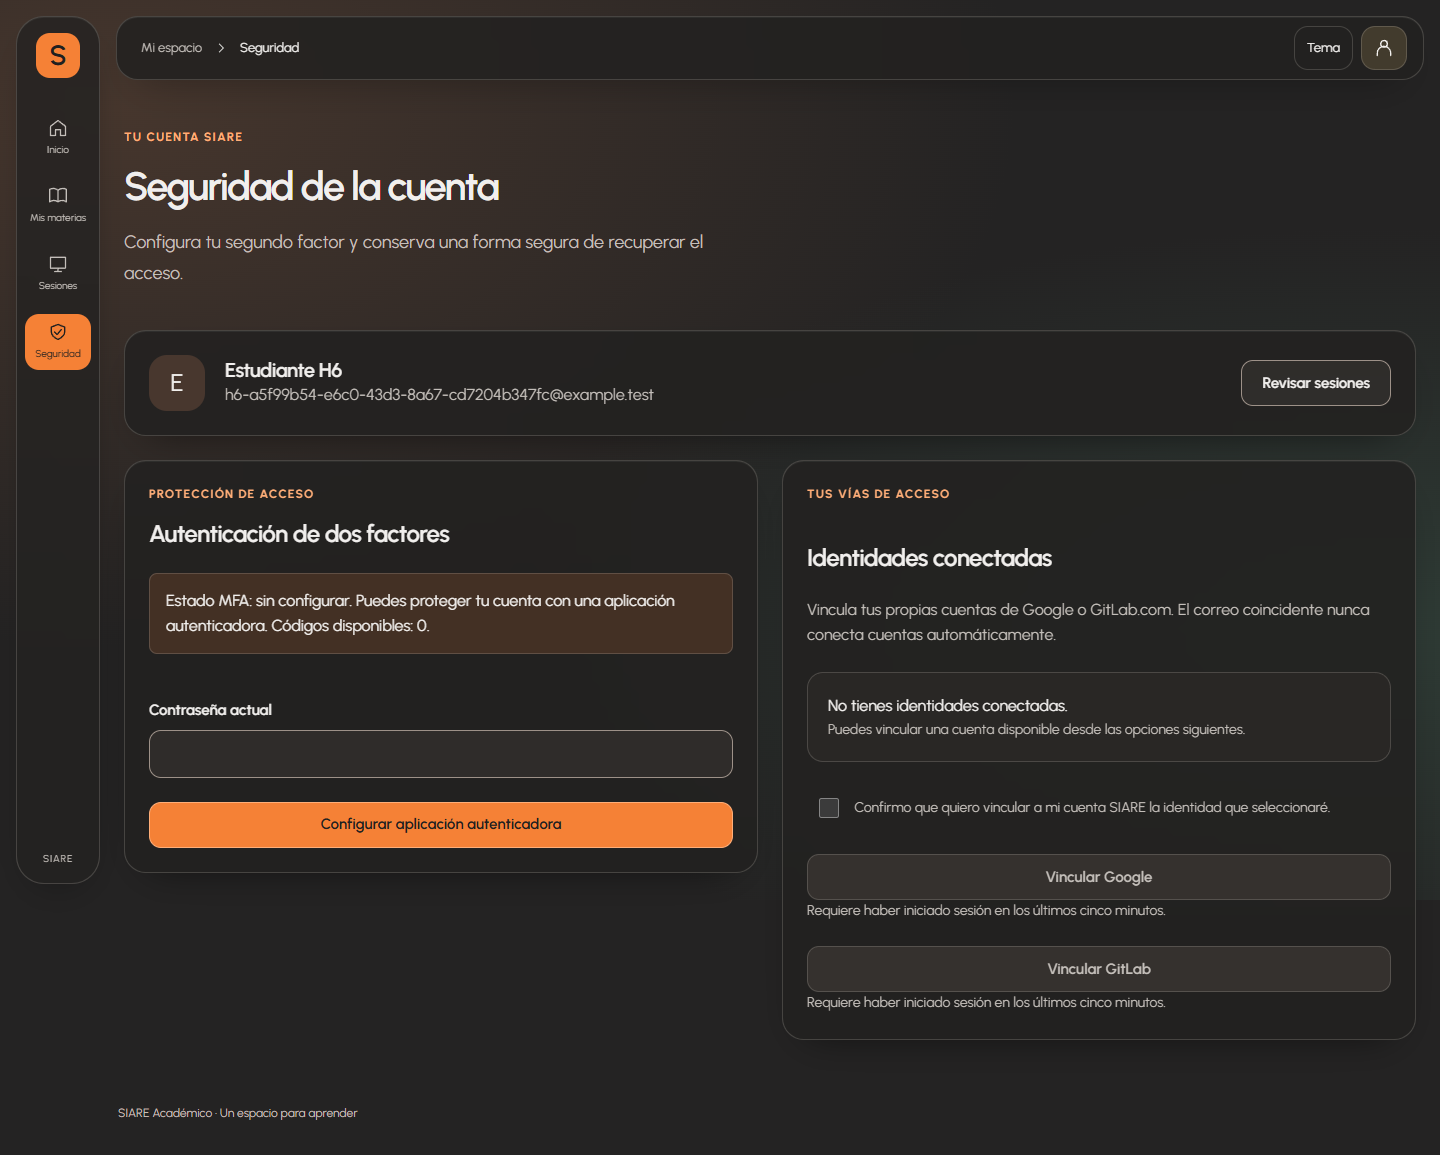 S
Inicio
Mis materias
Sesiones
Seguridad
SIARE
Mi espacio
Seguridad
Tema
TU CUENTA SIARE
Seguridad de la cuenta
Configura tu segundo factor y conserva una forma segura de recuperar el
acceso.
E
Estudiante H6
h6-a5f99b54-e6c0-43d3-8a67-cd7204b347fc@example.test
Revisar sesiones
PROTECCIÓN DE ACCESO
Autenticación de dos factores
Estado MFA: sin configurar. Puedes proteger tu cuenta con una aplicación
autenticadora. Códigos disponibles: 0.
Contraseña actual
Configurar aplicación autenticadora
TUS VÍAS DE ACCESO
Identidades conectadas
Vincula tus propias cuentas de Google o GitLab.com. El correo coincidente nunca
conecta cuentas automáticamente.
No tienes identidades conectadas.
Puedes vincular una cuenta disponible desde las opciones siguientes.
Confirmo que quiero vincular a mi cuenta SIARE la identidad que seleccionaré.
Vincular Google
Requiere haber iniciado sesión en los últimos cinco minutos.
Vincular GitLab
Requiere haber iniciado sesión en los últimos cinco minutos.
SIARE Académico · Un espacio para aprender